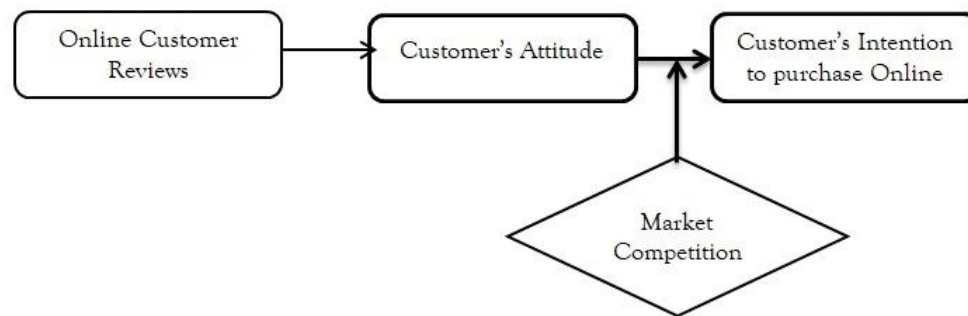 Online Customer
Reviews
Customer’s Attitude
Customer’s Intention
to purchase Online
Market
Competition